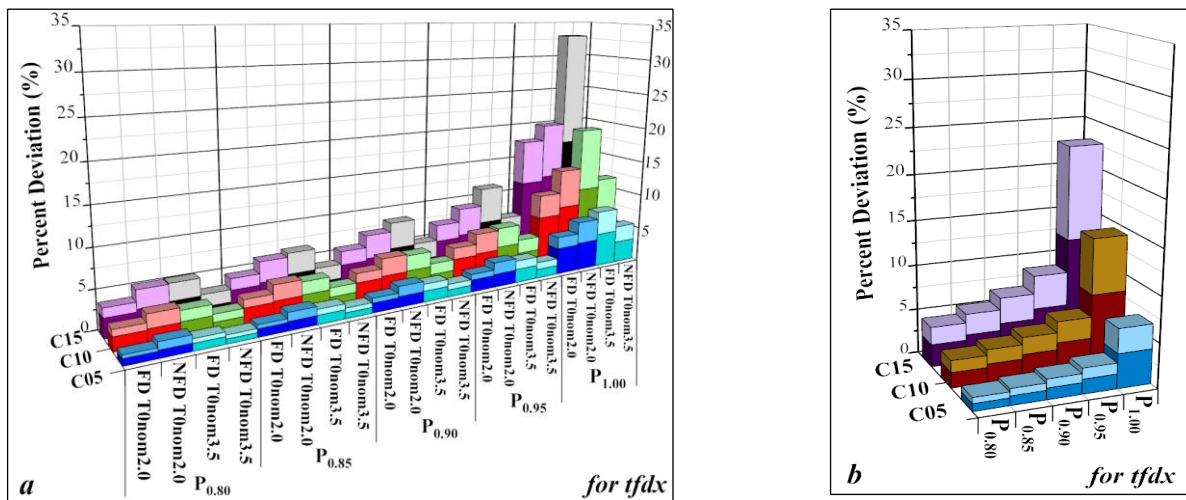 Percent Deviation (%)
35
30
25
20
15
10
5
0
35
30
25
20
15
10
5
C15
C10
C05
FD T0nom2.0
NFD T0nom2.0
FD T0nom3.5
NFD T0nom3.5
FD T0nom2.0
NFD T0nom2.0
FD T0nom3.5
NFD T0nom3.5
FD T0nom2.0
NFD T0nom2.0
FD T0nom3.5
NFD T0nom3.5
FD T0nom2.0
NFD T0nom2.0
FD T0nom3.5
NFD T0nom3.5
FD T0nom2.0
NFD T0nom2.0
FD T0nom3.5
NFD T0nom3.5
P0.80
P0.85
P0.90
P0.95
P1.00
a
for tfdx
Percent Deviation (%)
35
30
25
20
15
10
5
0
C15
C10
C05
P0.80
P0.85
P0.90
P0.95
P1.00
b
for tfdx